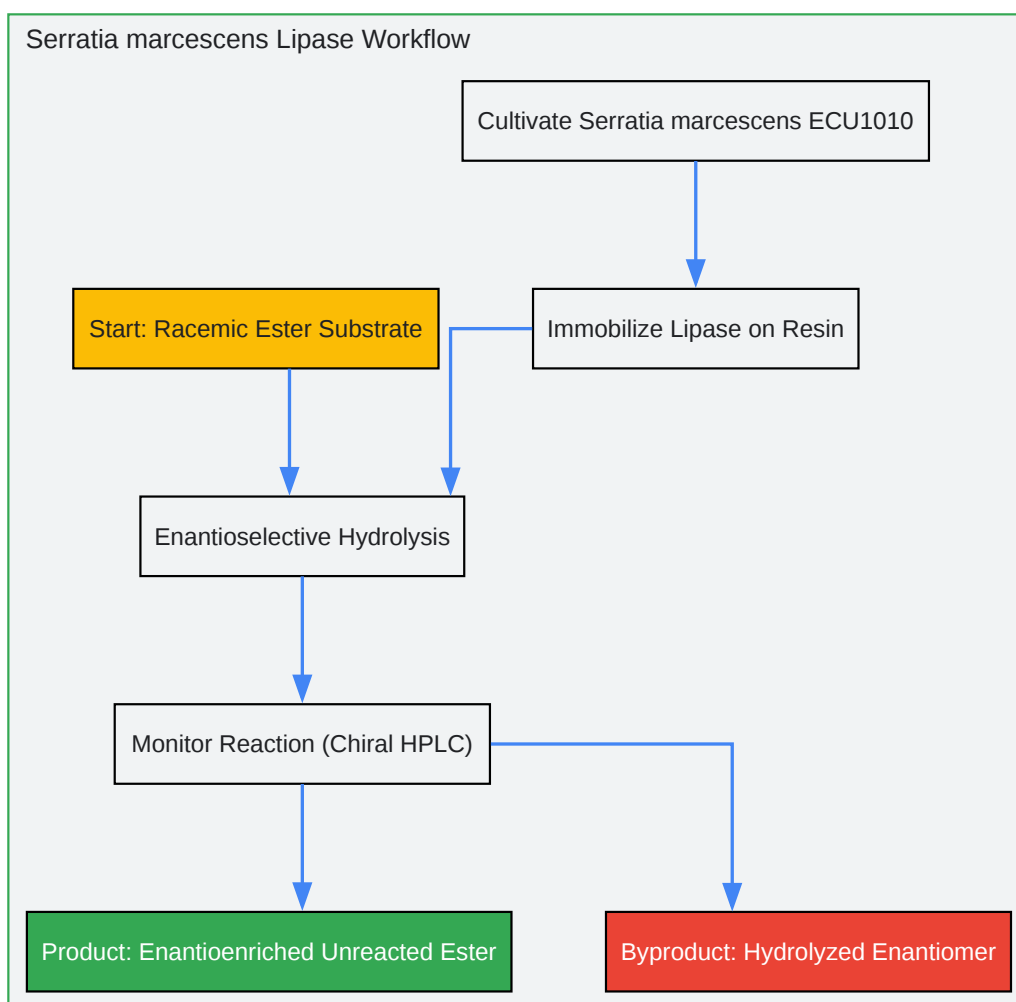 Serratia marcescens Lipase Workflow
Cultivate Serratia marcescens ECU1010
Start: Racemic Ester Substrate
Immobilize Lipase on Resin
Enantioselective Hydrolysis
Monitor Reaction (Chiral HPLC)
Product: Enantioenriched Unreacted Ester
Byproduct: Hydrolyzed Enantiomer